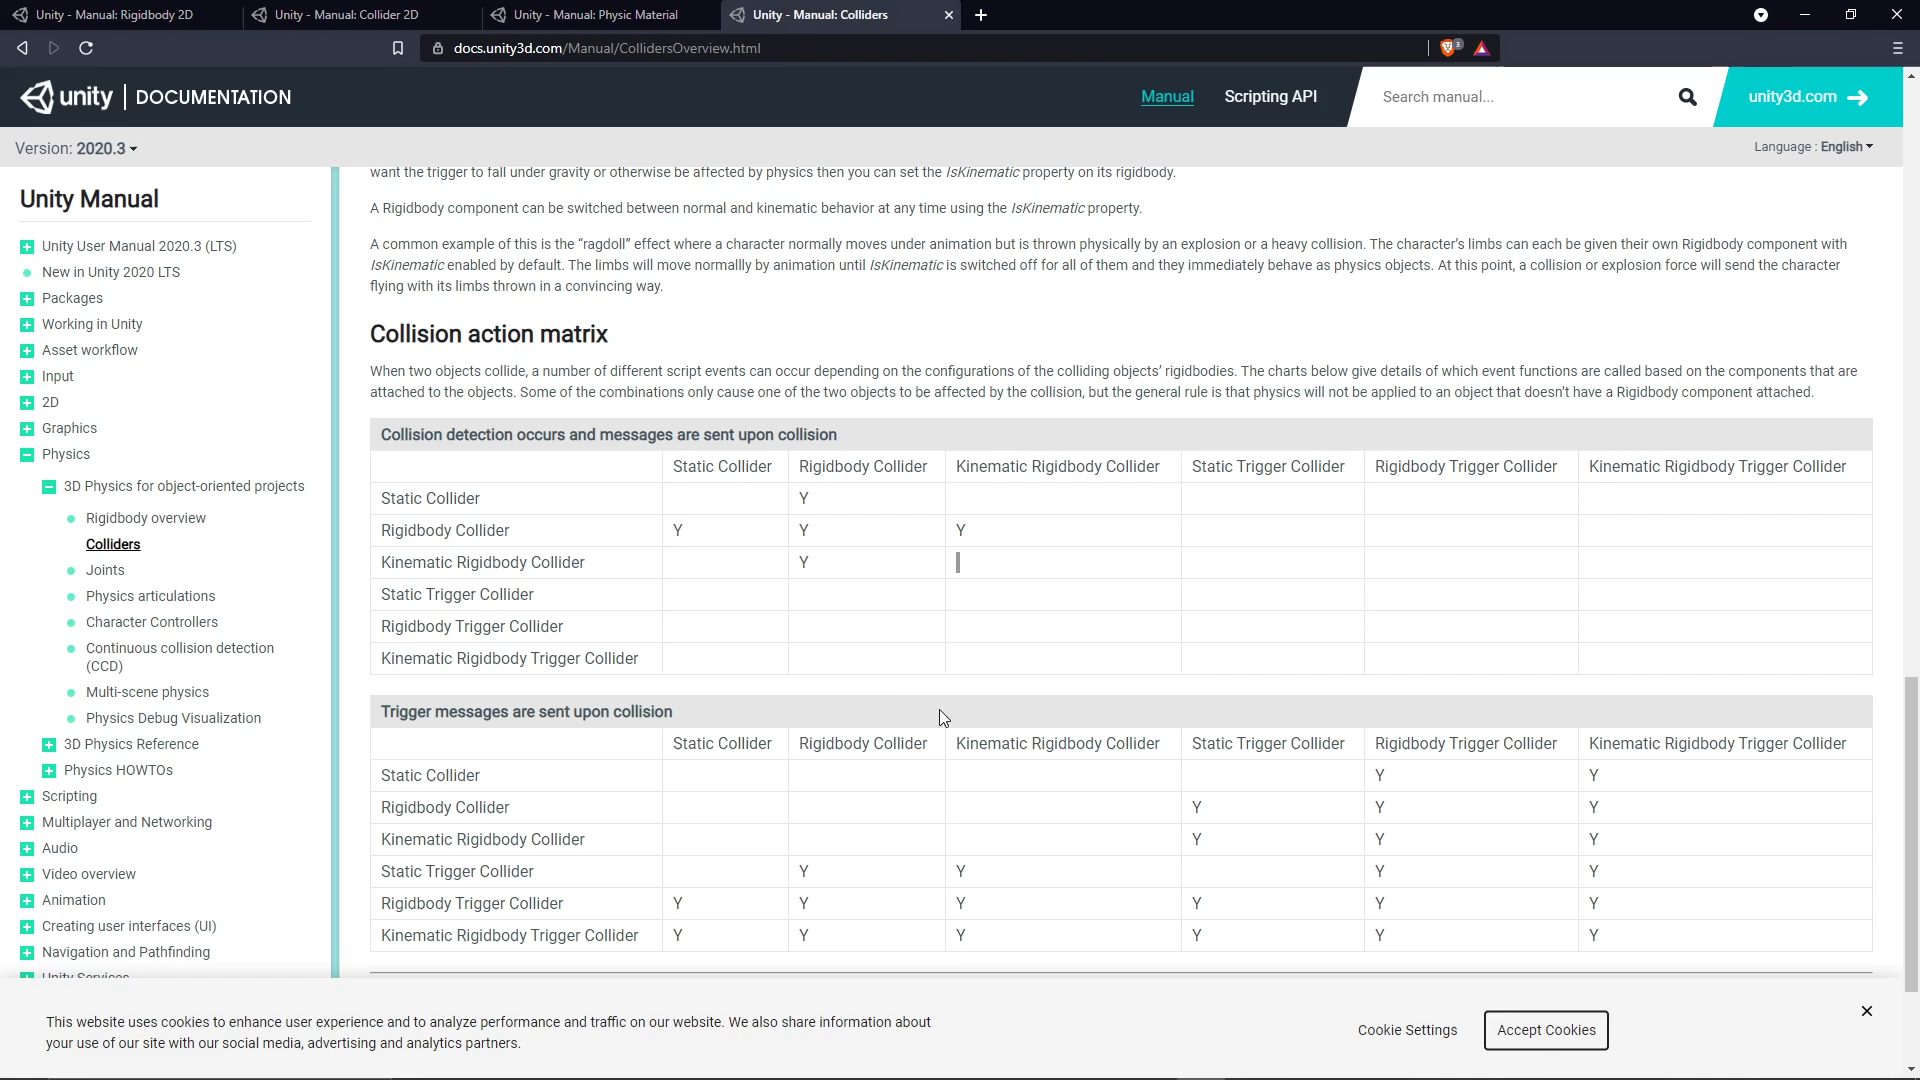 Unity - Manual: Rigidbody 2D
Unity - Manual: Collider 2D
Unity - Manual: Physic Material
Unity - Manual: Colliders
docs.unity3d.com/Manual/CollidersOverview.html
3
unity | DOCUMENTATION
Manual
Scripting API
Search manual...
unity3d.com
Version: 2020.3
Language : English
Unity Manual
Unity User Manual 2020.3 (LTS)
New in Unity 2020 LTS
Packages
Working in Unity
Asset workflow
Input
2D
Graphics
Physics
3D Physics for object-oriented projects
Rigidbody overview
Colliders
Joints
Physics articulations
Character Controllers
Continuous collision detection
(CCD)
Multi-scene physics
Physics Debug Visualization
3D Physics Reference
Physics HOWTOs
Scripting
Multiplayer and Networking
Audio
Video overview
Animation
Creating user interfaces (UI)
Navigation and Pathfinding
Unity Services
want the trigger to fall under gravity or otherwise be affected by physics then you can set the IsKinematic property on its rigidbody.
A Rigidbody component can be switched between normal and kinematic behavior at any time using the IsKinematic property.
A common example of this is the “ragdoll” effect where a character normally moves under animation but is thrown physically by an explosion or a heavy collision. The character’s limbs can each be given their own Rigidbody component with
IsKinematic enabled by default. The limbs will move normallly by animation until IsKinematic is switched off for all of them and they immediately behave as physics objects. At this point, a collision or explosion force will send the character
flying with its limbs thrown in a convincing way.
Collision action matrix
When two objects collide, a number of different script events can occur depending on the configurations of the colliding objects’ rigidbodies. The charts below give details of which event functions are called based on the components that are
attached to the objects. Some of the combinations only cause one of the two objects to be affected by the collision, but the general rule is that physics will not be applied to an object that doesn’t have a Rigidbody component attached.
Collision detection occurs and messages are sent upon collision
Static Collider Rigidbody Collider Kinematic Rigidbody Collider Static Trigger Collider Rigidbody Trigger Collider Kinematic Rigidbody Trigger Collider
Static Collider Y
Rigidbody Collider Y Y Y
Kinematic Rigidbody Collider Y
Static Trigger Collider
Rigidbody Trigger Collider
Kinematic Rigidbody Trigger Collider
Trigger messages are sent upon collision
Static Collider Rigidbody Collider Kinematic Rigidbody Collider Static Trigger Collider Rigidbody Trigger Collider Kinematic Rigidbody Trigger Collider
Static Collider Y Y
Rigidbody Collider Y Y Y
Kinematic Rigidbody Collider Y Y Y
Static Trigger Collider Y Y Y Y
Rigidbody Trigger Collider Y Y Y Y Y Y
Kinematic Rigidbody Trigger Collider Y Y Y Y Y Y
This website uses cookies to enhance user experience and to analyze performance and traffic on our website. We also share information about
your use of our site with our social media, advertising and analytics partners.
Cookie Settings
Accept Cookies